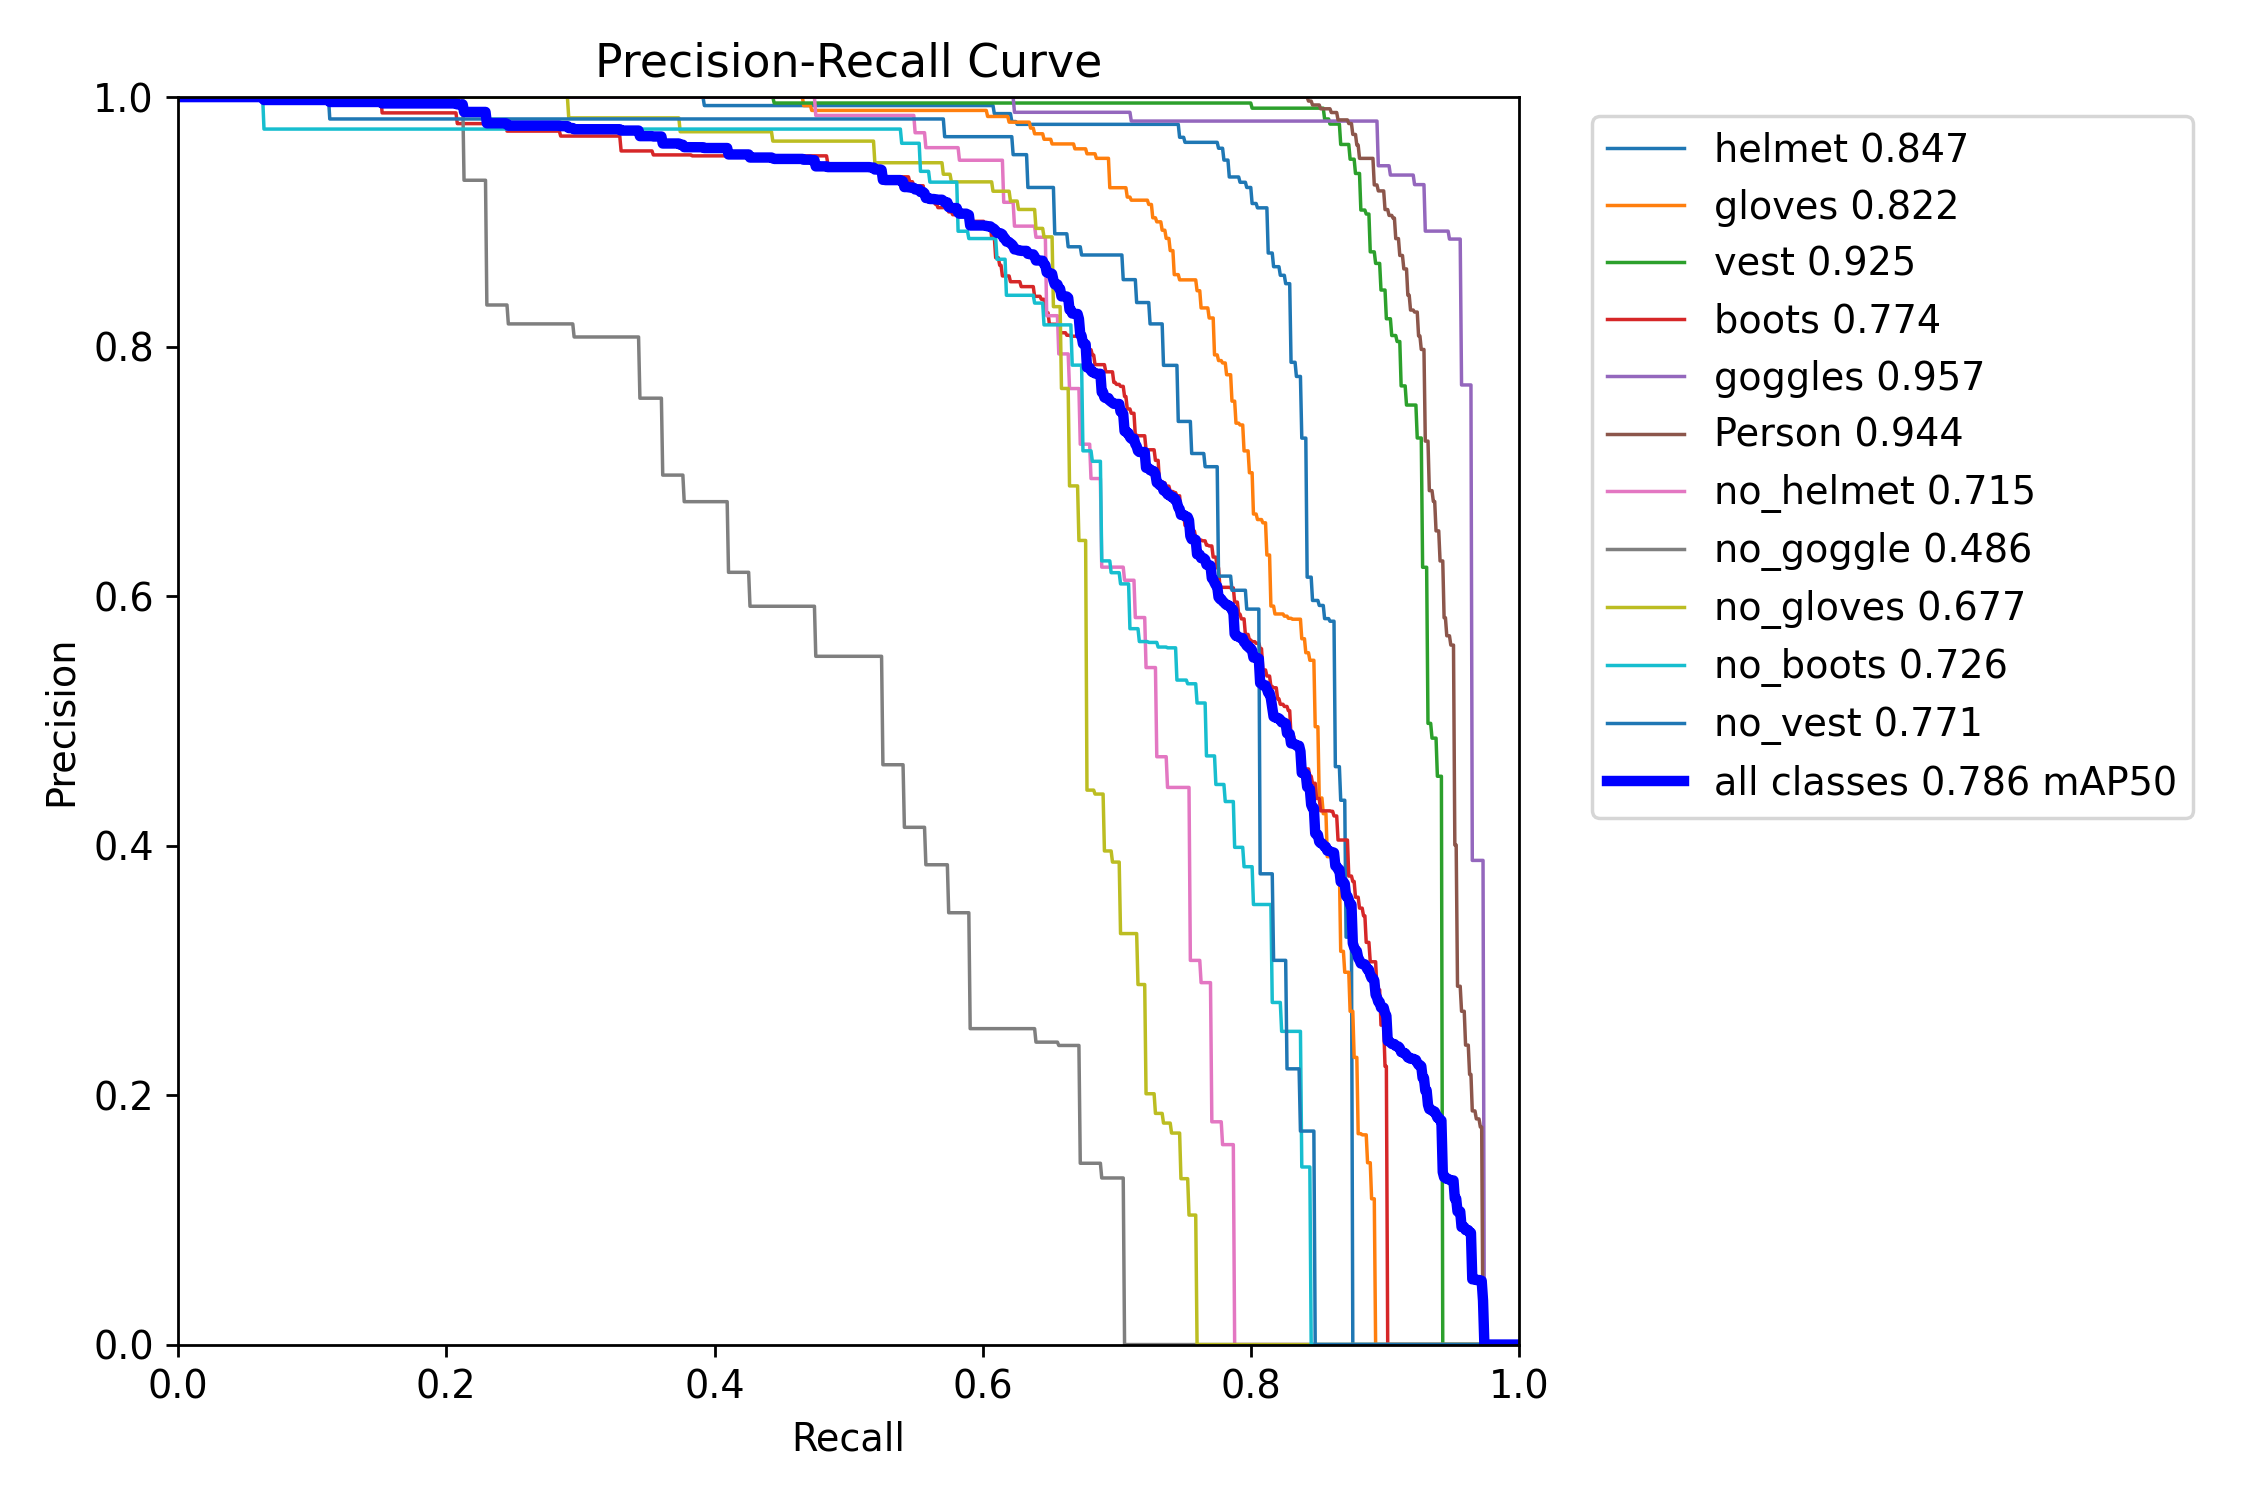 Precision-Recall Curve
1.0
0.8
0.6
0.4
0.2
0.0
Precision
0.0 0.2 0.4 0.6 0.8 1.0
Recall
helmet 0.847
gloves 0.822
vest 0.925
boots 0.774
goggles 0.957
Person 0.944
no_helmet 0.715
no_goggle 0.486
no_gloves 0.677
no_boots 0.726
no_vest 0.771
all classes 0.786 mAP50